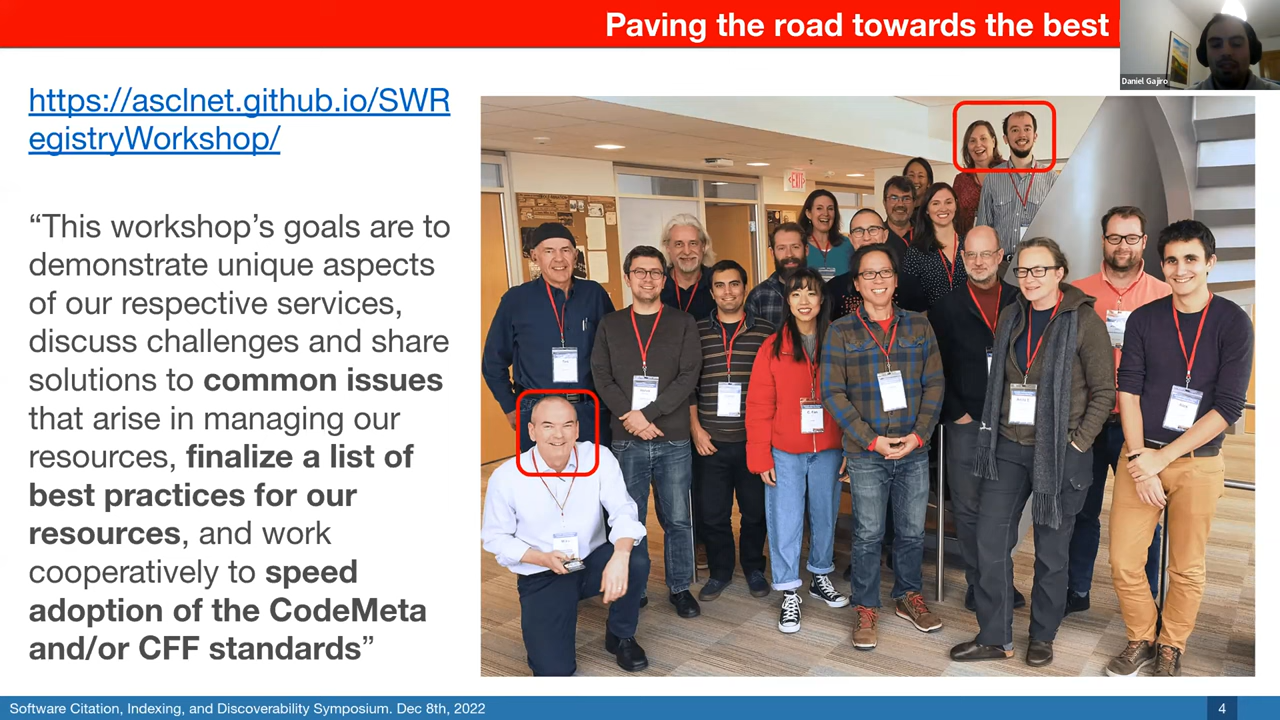 Paving the road towards the best
Daniel Gajiro
https://asclnet.github.io/SWR
egistryWorkshop/
“This workshop’s goals are to
demonstrate unique aspects
of our respective services,
discuss challenges and share
solutions to common issues
that arise in managing our
resources, finalize a list of
best practices for our
resources, and work
cooperatively to speed
adoption of the CodeMeta
and/or CFF standards”
EXIT
Software Citation, Indexing, and Discoverability Symposium. Dec 8th, 2022
4